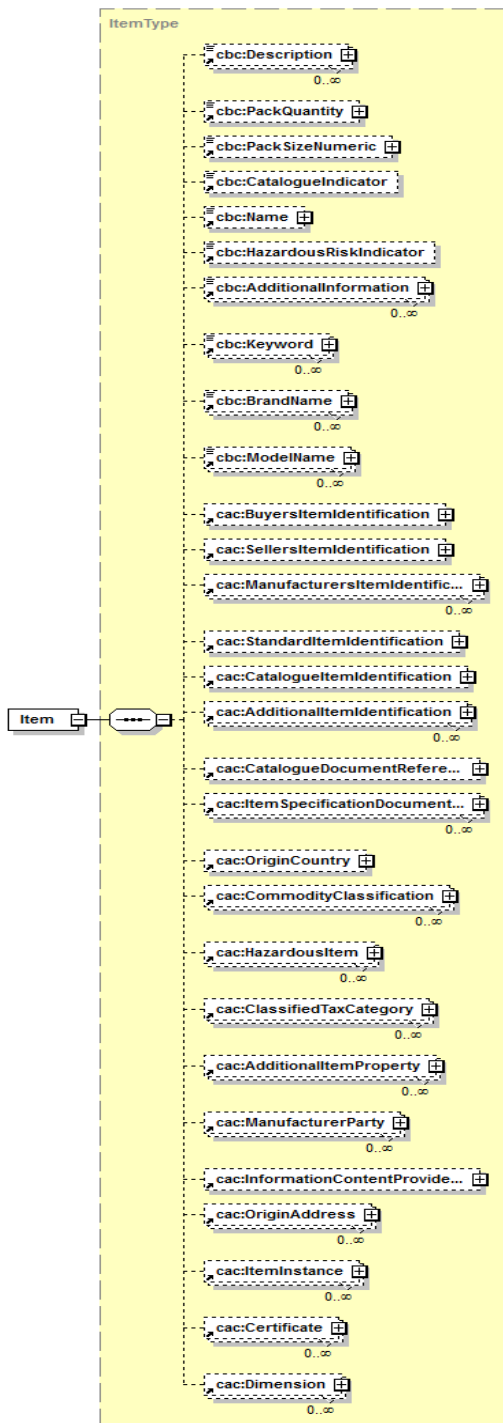 ItemType
cbc:Description
0..∞
cbc:PackQuantity
cbc:PackSizeNumeric
cbc:CatalogueIndicator
cbc:Name
cbc:HazardousRiskIndicator
cbc:AdditionalInformation
0..∞
cbc:Keyword
0..∞
cbc:BrandName
0..∞
cbc:ModelName
0..∞
cac:BuyersItemIdentification
cac:SellersItemIdentification
cac:ManufacturersItemIdentific...
0..∞
cac:StandardItemIdentification
cac:CatalogueItemIdentification
Item
cac:AdditionalItemIdentification
0..∞
cac:CatalogueDocumentRefere...
cac:ItemSpecificationDocument...
0..∞
cac:OriginCountry
cac:CommodityClassification
0..∞
cac:HazardousItem
0..∞
cac:ClassifiedTaxCategory
0..∞
cac:AdditionalItemProperty
0..∞
cac:ManufacturerParty
0..∞
cac:InformationContentProvide...
cac:OriginAddress
0..∞
cac:ItemInstance
0..∞
cac:Certificate
0..∞
cac:Dimension
0..∞